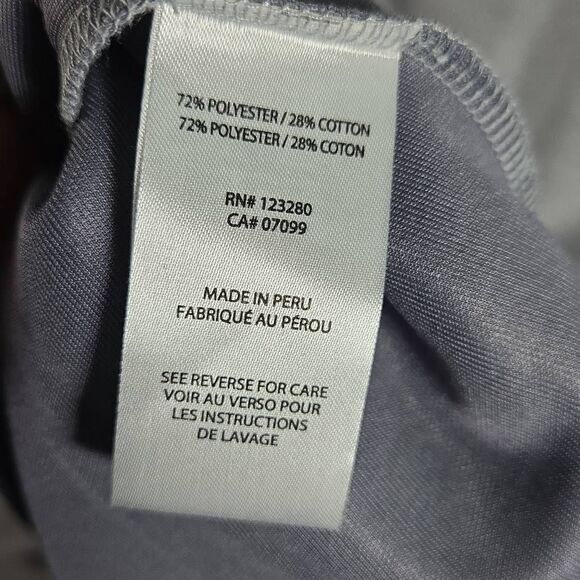 72% POLYESTER / 28% COTTON
72% POLYESTER / 28% COTON
RN# 123280
CA# 07099
MADE IN PERU
FABRIQUÉ AU PÉROU
SEE REVERSE FOR CARE
VOIR AU VERSO POUR
LES INSTRUCTIONS
DE LAVAGE